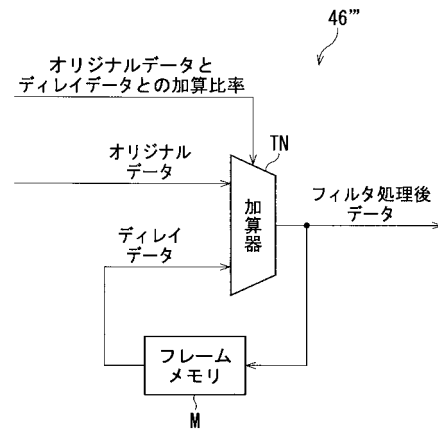 46'''
オリジナルデータと
ディレイデータとの加算比率
TN
オリジナル
データ
加算器
フィルタ処理後
データ
ディレイ
データ
フレーム
メモリ
M